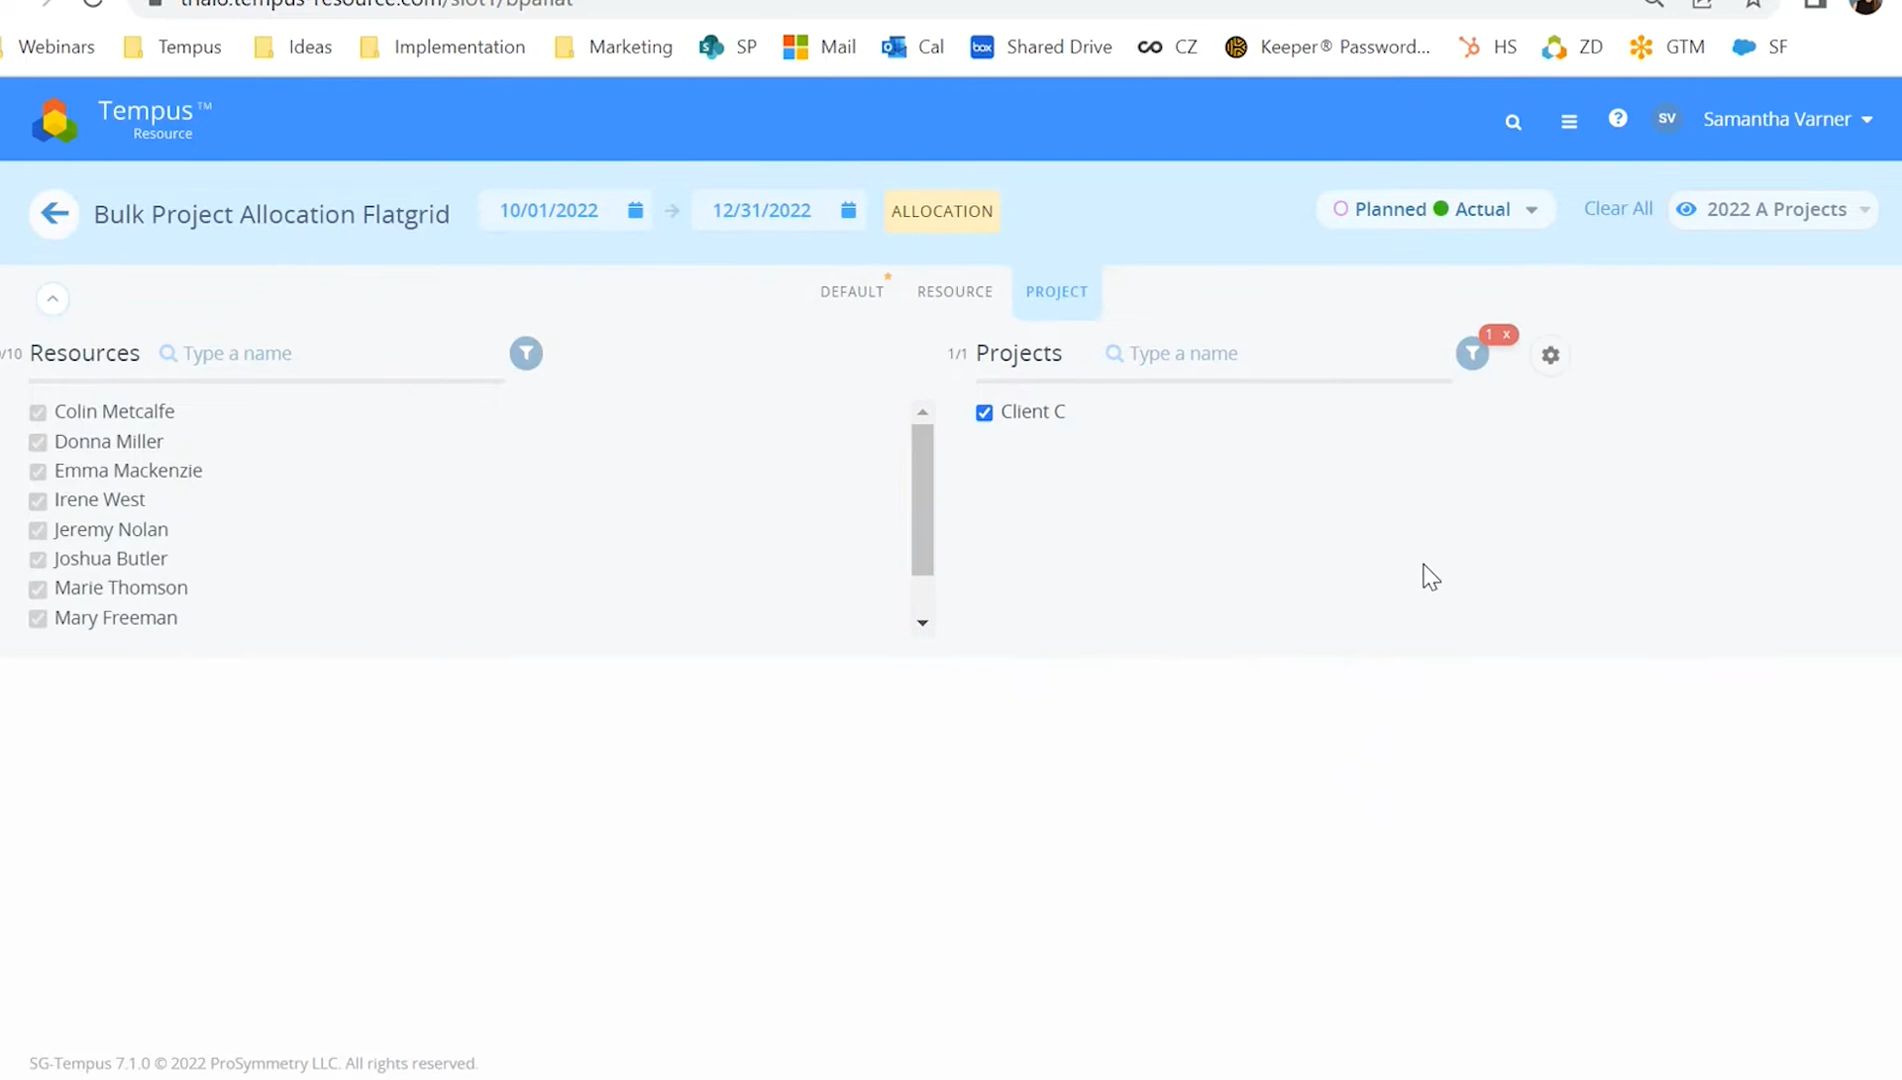 Webinars Tempus Ideas Implementation Marketing SP Mail Cal box Shared Drive CZ Keeper® Password... HS ZD GTM SF
Tempus™
Resource
SV Samantha Varner
Bulk Project Allocation Flatgrid 10/01/2022 12/31/2022 ALLOCATION Planned Actual Clear All 2022 A Projects
DEFAULT* RESOURCE PROJECT
/10 Resources Type a name
Colin Metcalfe
Donna Miller
Emma Mackenzie
Irene West
Jeremy Nolan
Joshua Butler
Marie Thomson
Mary Freeman
1/1 Projects Type a name 1 x
Client C
SG-Tempus 7.1.0 © 2022 ProSymmetry LLC. All rights reserved.